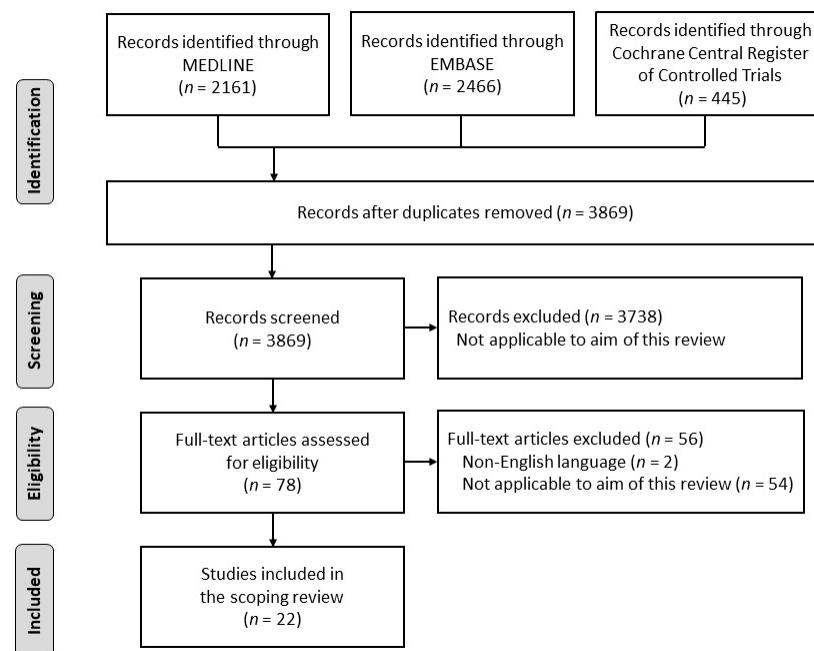 Records identified through
MEDLINE
(n = 2161)
Records identified through
EMBASE
(n = 2466)
Records identified through
Cochrane Central Register
of Controlled Trials
(n = 445)
Identification
Records after duplicates removed (n = 3869)
Screening
Records screened
(n = 3869)
Records excluded (n = 3738)
Not applicable to aim of this review
Eligibility
Full-text articles assessed
for eligibility
(n = 78)
Full-text articles excluded (n = 56)
Non-English language (n = 2)
Not applicable to aim of this review (n = 54)
Included
Studies included in
the scoping review
(n = 22)